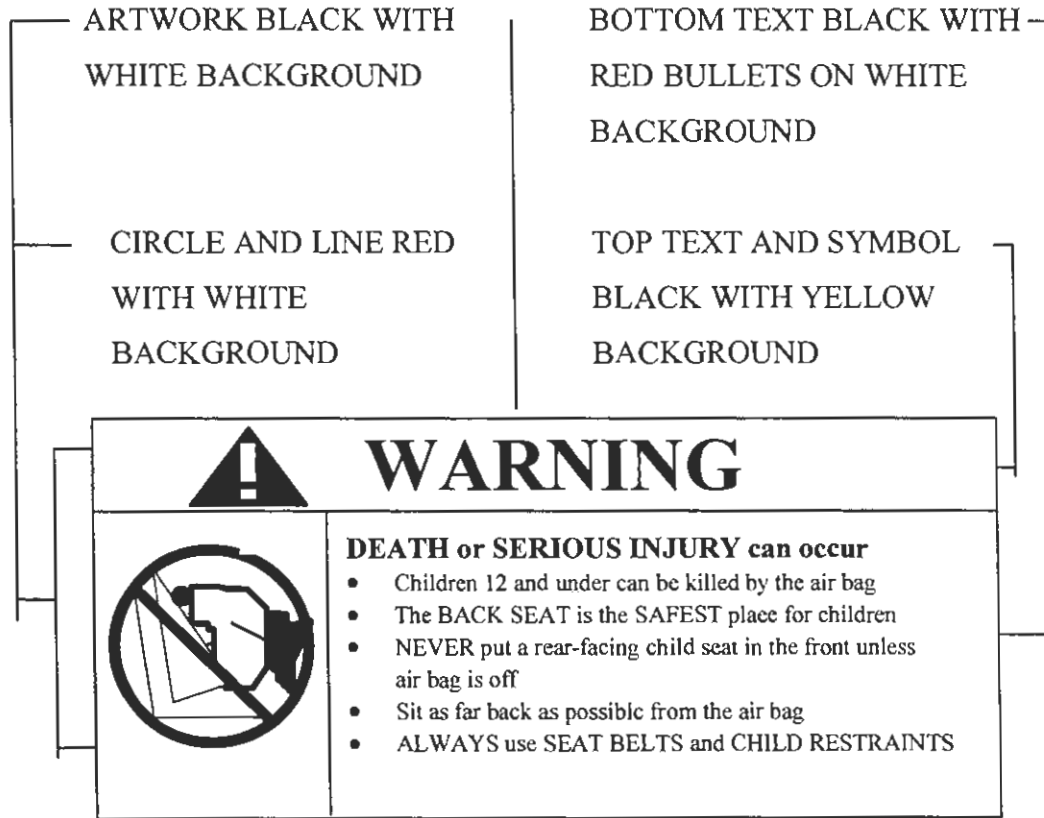 ARTWORK BLACK WITH
WHITE BACKGROUND
BOTTOM TEXT BLACK WITH
RED BULLETS ON WHITE
BACKGROUND
CIRCLE AND LINE RED
WITH WHITE
BACKGROUND
TOP TEXT AND SYMBOL
BLACK WITH YELLOW
BACKGROUND
! WARNING
DEATH or SERIOUS INJURY can occur
• Children 12 and under can be killed by the air bag
• The BACK SEAT is the SAFEST place for children
• NEVER put a rear-facing child seat in the front unless
air bag is off
• Sit as far back as possible from the air bag
• ALWAYS use SEAT BELTS and CHILD RESTRAINTS